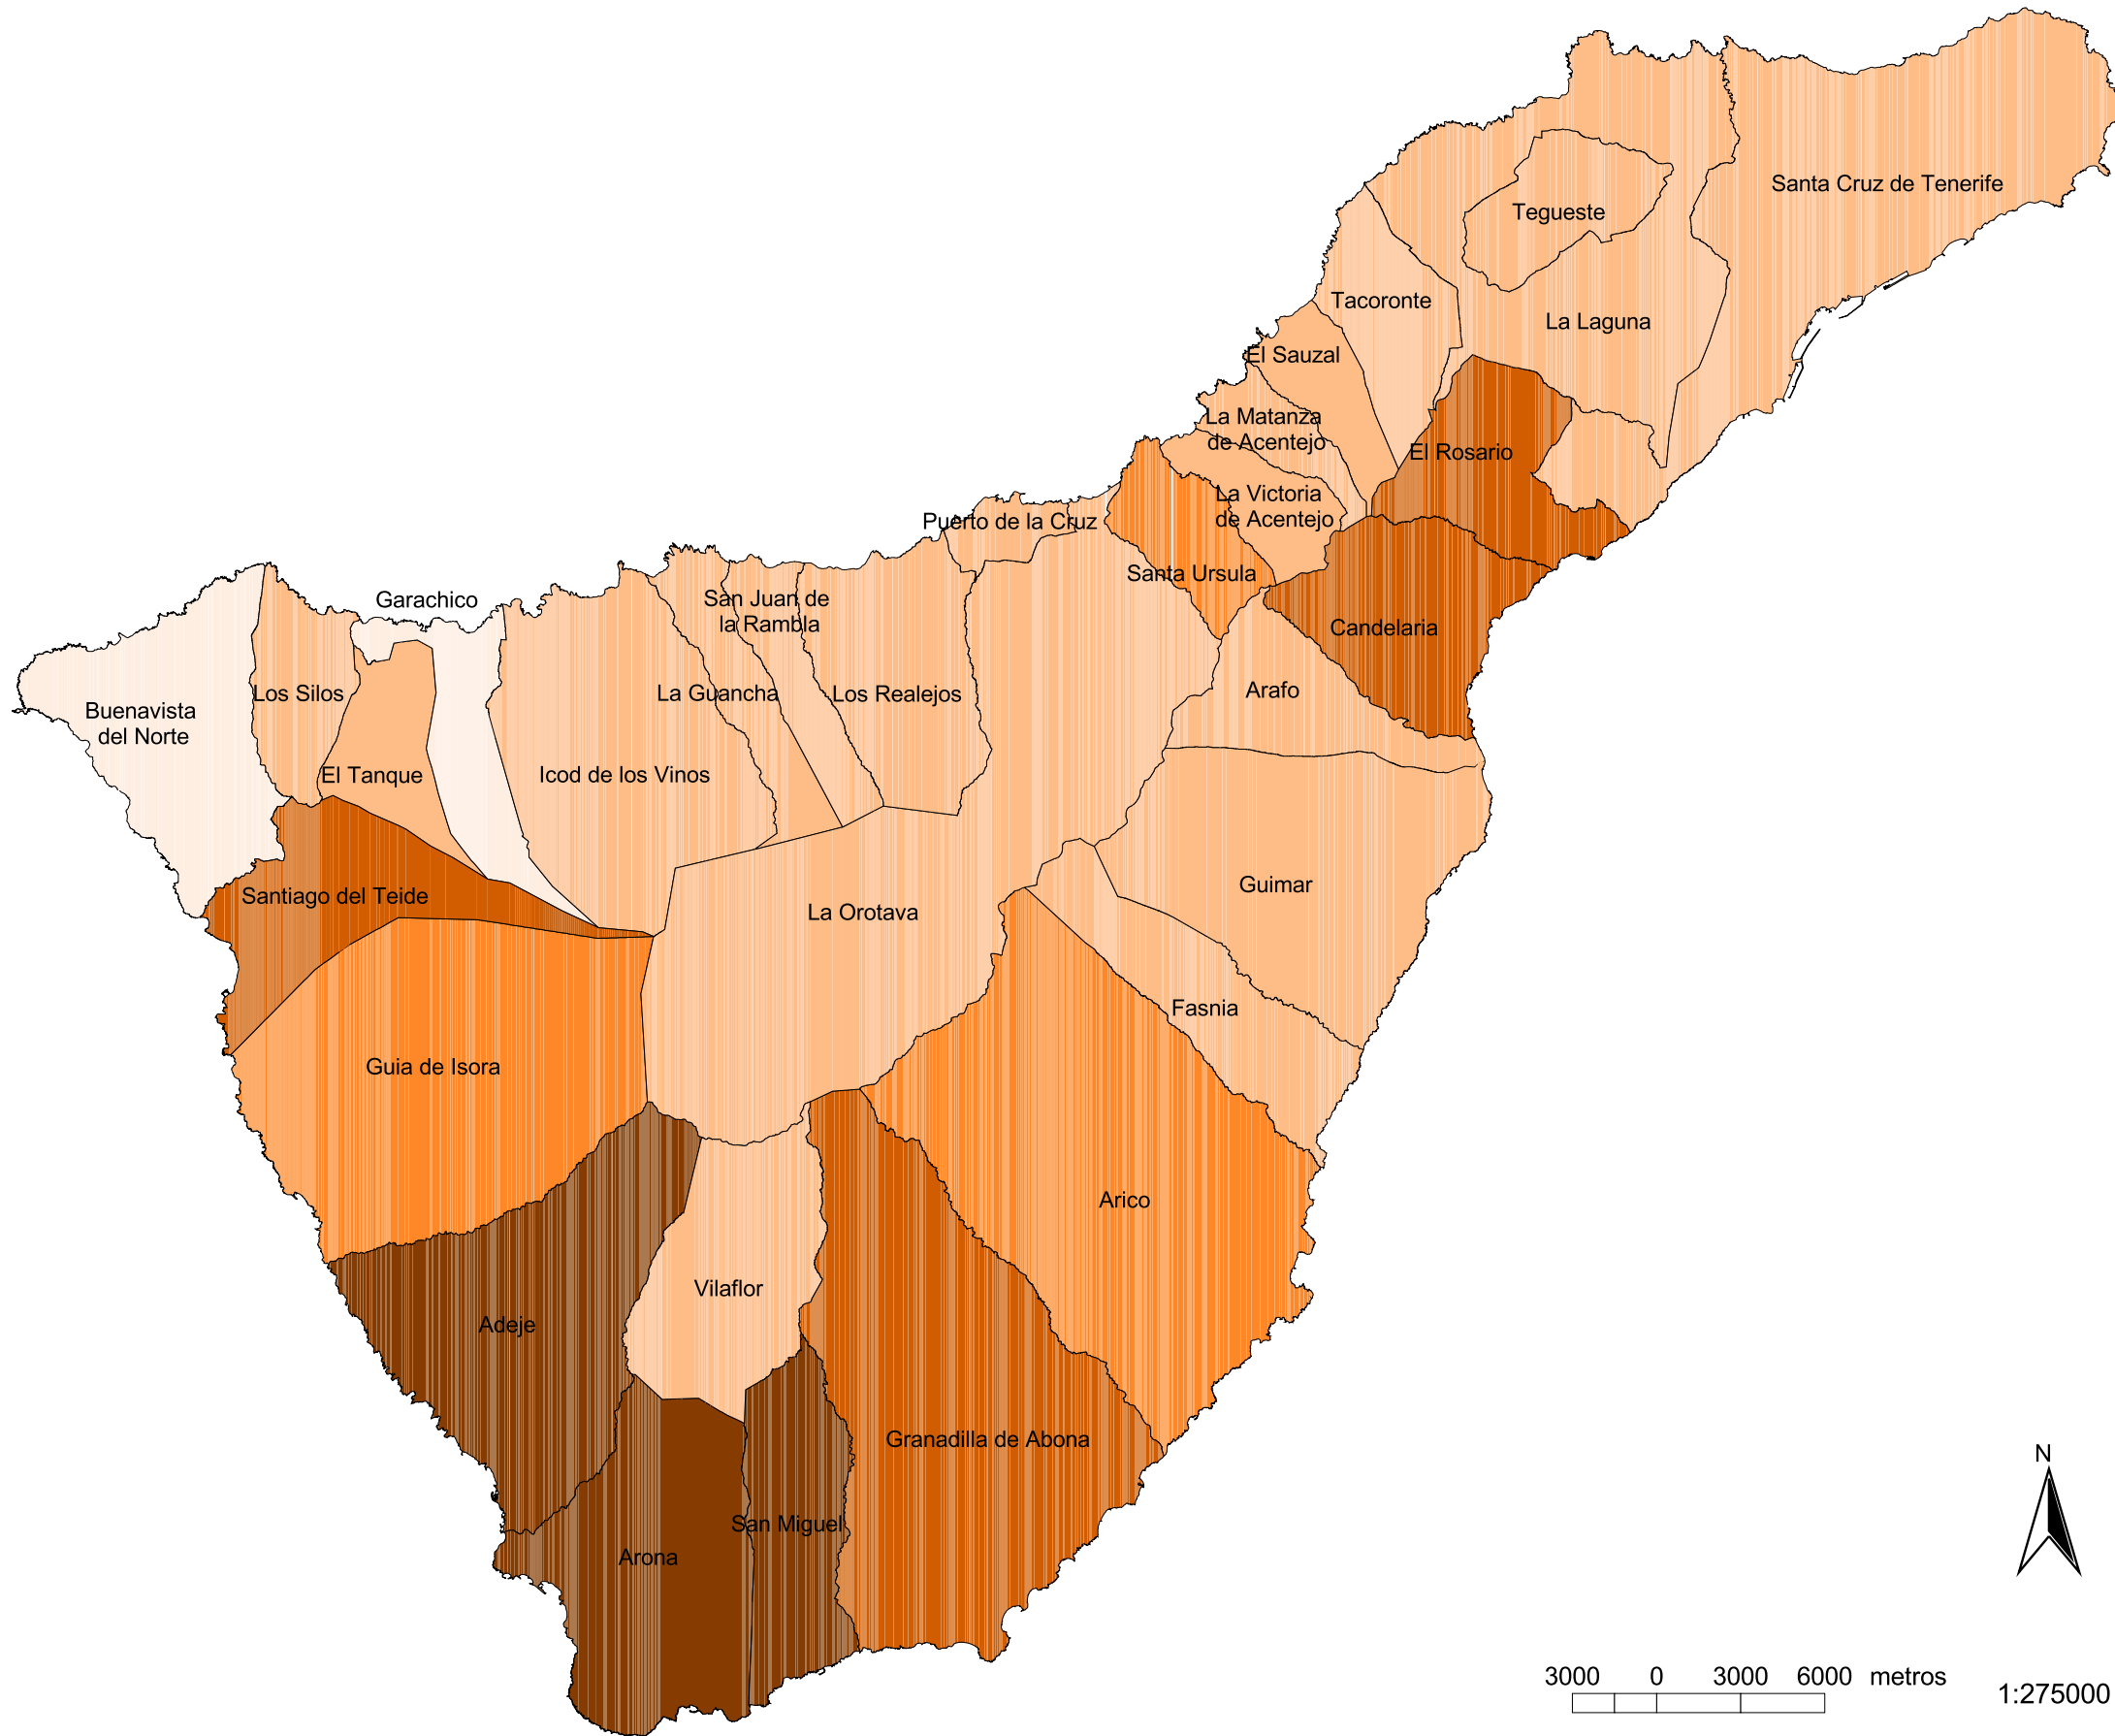 Santa Cruz de Tenerife
Tegueste
Tacoronte
La Laguna
El Sauzal
La Matanza
de Acentejo
El Rosario
La Victoria
de Acentejo
Puerto de la Cruz
Santa Ursula
Garachico
San Juan de
la Rambla
Candelaria
Buenavista
del Norte
Los Silos
La Guancha
Los Realejos
Arafo
El Tanque
Icod de los Vinos
Santiago del Teide
La Orotava
Guimar
Fasnia
Guia de Isora
Arico
Vilaflor
Adeje
Granadilla de Abona
San Miguel
Arona
N
3000 0 3000 6000 metros
1:275000